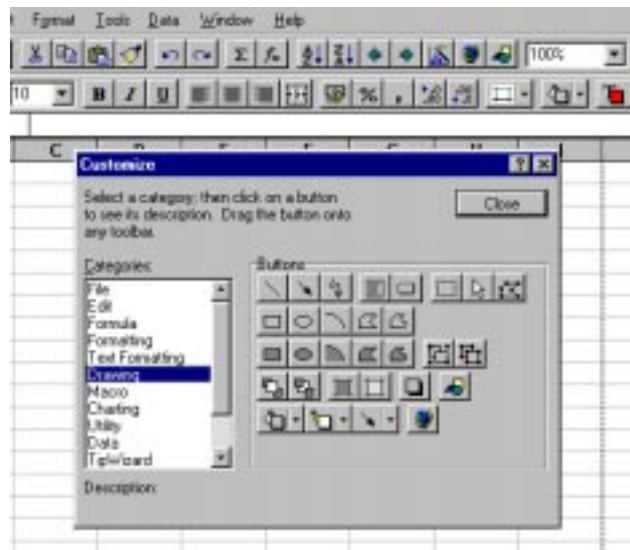 Format Tools Data Window Help
100%
10 B I U % ,
C
Customize
Select a category; then click on a button
to see its description. Drag the button onto
any toolbar.
Close
Categories:
Buttons
File
Edit
Formula
Formatting
Text Formatting
Drawing
Macro
Charting
Utility
Data
TipWizard
Description: